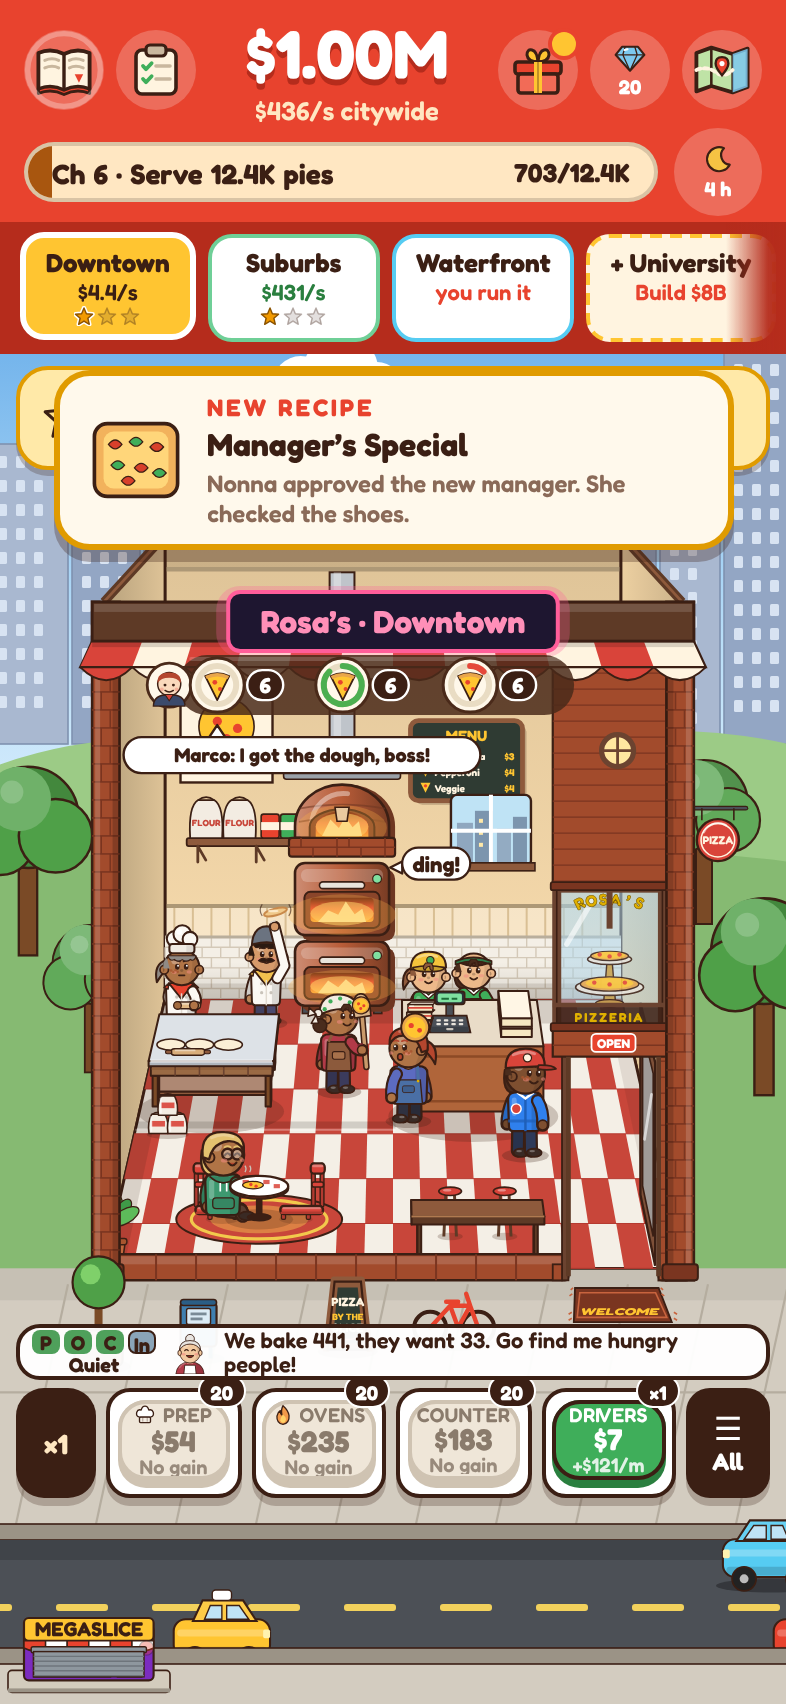 $1.00M
$436/s citywide
20
Ch 6 · Serve 12.4K pies
703/12.4K
4 h
Downtown
$4.4/s
Suburbs
$431/s
Waterfront
you run it
+ University
Build $8B
NEW RECIPE
Manager's Special
Nonna approved the new manager. She
checked the shoes.
Rosa's · Downtown
6
6
6
MENU
$3
Pepperoni $4
Veggie $4
Marco: I got the dough, boss!
FLOUR
FLOUR
ding!
PIZZA
ROSA'S
PIZZERIA
OPEN
PIZZA
BY THE
WELCOME
P O C In
Quiet
We bake 441, they want 33. Go find me hungry
people!
x1
20
PREP
$54
No gain
20
OVENS
$235
No gain
20
COUNTER
$183
No gain
x1
DRIVERS
$7
+$121/m
All
MEGASLICE